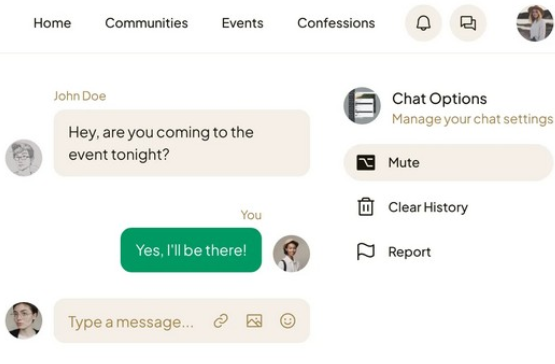 Home Communities Events Confessions
John Doe
Hey, are you coming to the
event tonight?
You
Yes, I'll be there!
Type a message...
Chat Options
Manage your chat settings
Mute
Clear History
Report